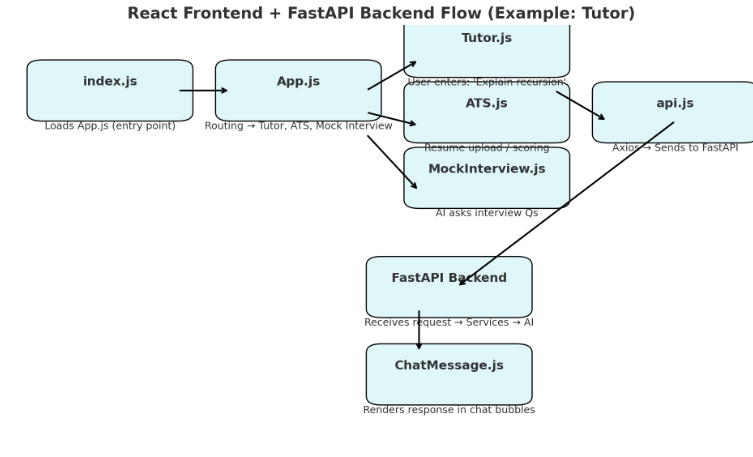 React Frontend + FastAPI Backend Flow (Example: Tutor)
index.js
Loads App.js (entry point)
App.js
Routing → Tutor, ATS, Mock Interview
Tutor.js
User enters: 'Explain recursion'
ATS.js
Resume upload / scoring
MockInterview.js
AI asks interview Qs
api.js
Axios → Sends to FastAPI
FastAPI Backend
Receives request → Services → AI
ChatMessage.js
Renders response in chat bubbles